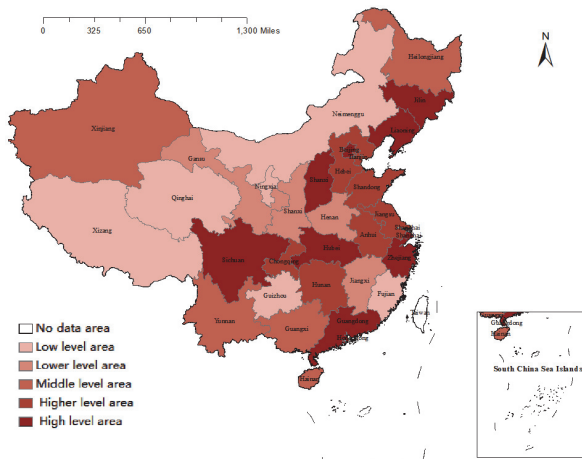 0 325 650 1,300 Miles
N
Heilongjiang
Jilin
Xinjiang
Neimenggu
Liaoning
Gansu
Beijing
Tianjin
Hebei
Shanxi
Ningxia
Shandong
Qinghai
Shanxi
Henan
Jiangsu
Xizang
Anhui
Shanghai
Hubei
Sichuan
Chongqing
Zhejiang
Hunan
Jiangxi
Guizhou
Fujian
Yunnan
Guangxi
Guangdong
Taiwan
Hainan
No data area
Low level area
Lower level area
Middle level area
Higher level area
High level area
Guangdong
Hainan
South China Sea Islands